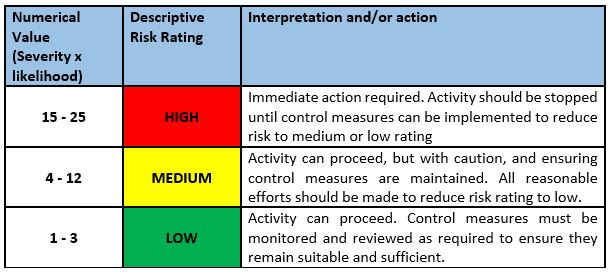 Numerical
Value
(Severity x
likelihood)
Descriptive
Risk Rating
Interpretation and/or action
15 - 25
HIGH
Immediate action required. Activity should be stopped
until control measures can be implemented to reduce
risk to medium or low rating
4 - 12
MEDIUM
Activity can proceed, but with caution, and ensuring
control measures are maintained. All reasonable
efforts should be made to reduce risk rating to low.
1 - 3
LOW
Activity can proceed. Control measures must be
monitored and reviewed as required to ensure they
remain suitable and sufficient.